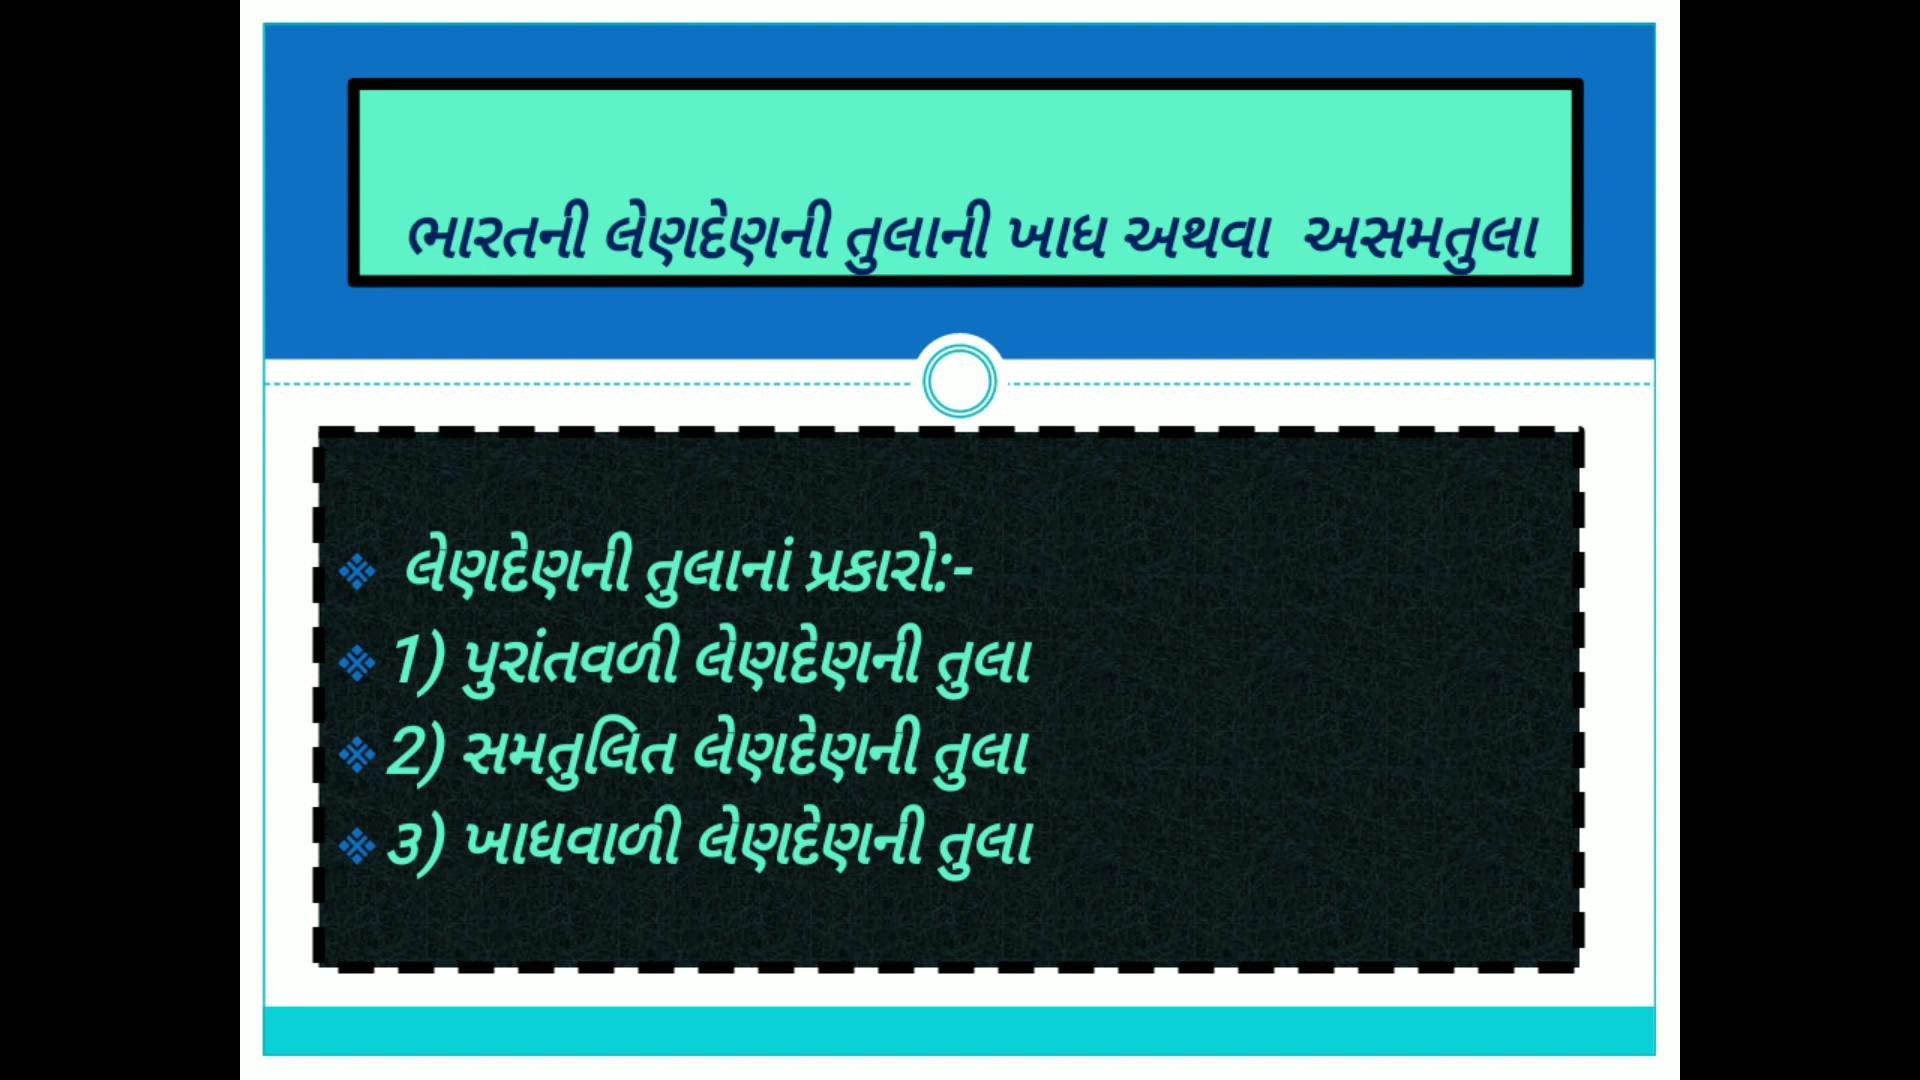 ભારતની લેણદેણની તુલાની ખાધ અથવા અસમતુલા
લેણદેણની તુલાનાં પ્રકારો:-
1) પુરાંતવળી લેણદેણની તુલા
2) સમતુલિત લેણદેણની તુલા
૩) ખાધવાળી લેણદેણની તુલા